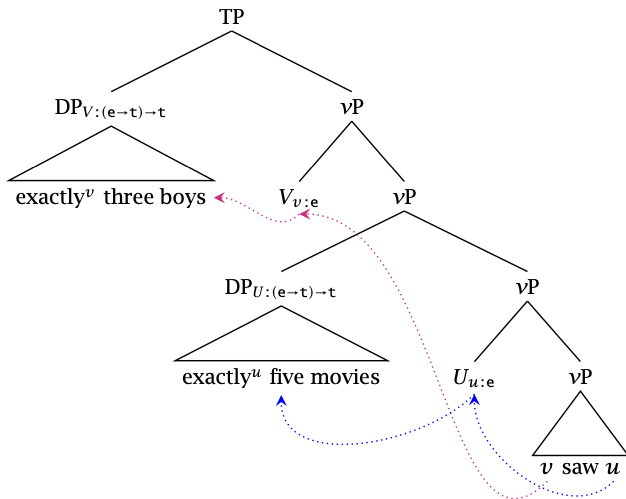 TP
DP_{V:(e→t)→t} vP
exactly^v three boys V_{v:e} vP
DP_{U:(e→t)→t} vP
exactly^u five movies U_{u:e} vP
v saw u